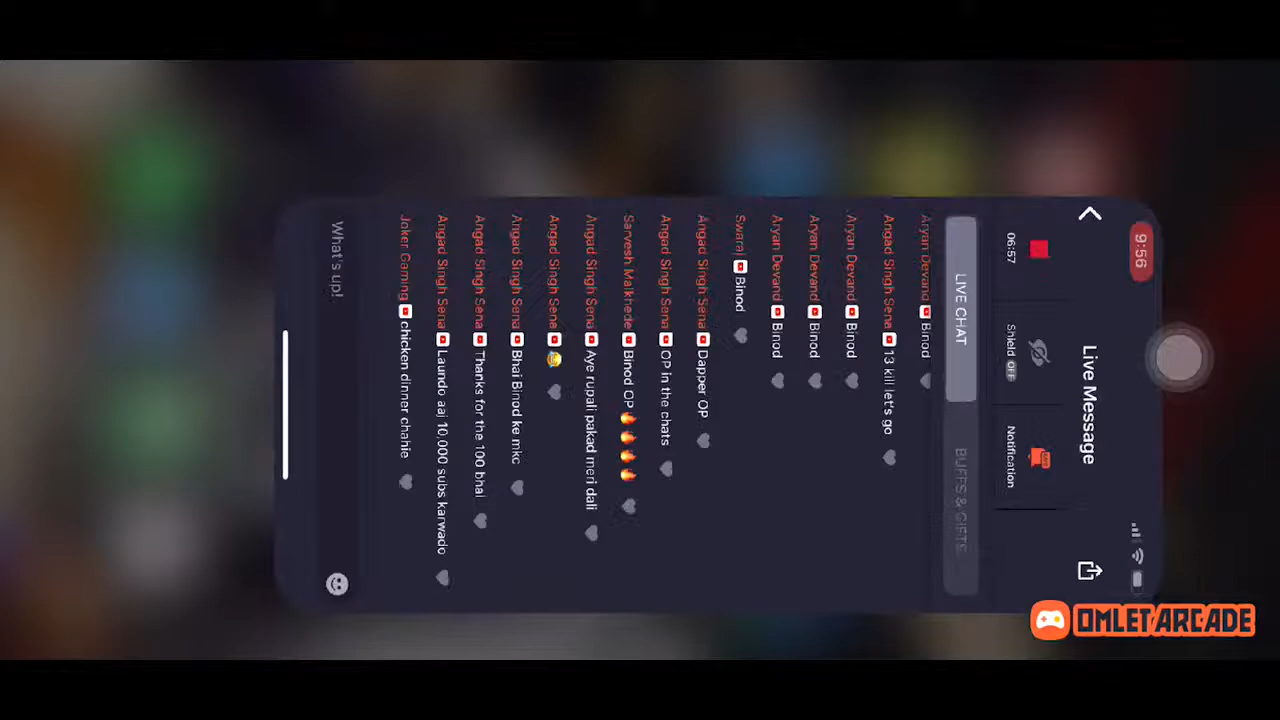 9:56
Live Message
06:57
Shield OFF
Notification
LIVE CHAT
BUFFS & GIFTS
Aryan Devand Binod
Angad Singh Sena 13 kill let's go
Aryan Devand Binod
Aryan Devand Binod
Aryan Devand Binod
Swaraj Binod
Angad Singh Sena Dapper OP
Angad Singh Sena OP in the chats
Sarvesh Malkhede Binod OP 🔥🔥🔥🔥
Angad Singh Sena Aye rupali pakad meri dali
Angad Singh Sena 😂
Angad Singh Sena Bhai Binod ke mkc
Angad Singh Sena Thanks for the 100 bhai
Angad Singh Sena Laundo aaj 10,000 subs karwado
Joker Gaming chicken dinner chahie
What's up!
OMLET ARCADE